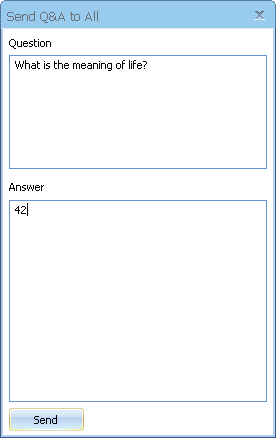 Send Q&A to All
Question
What is the meaning of life?
Answer
42
Send